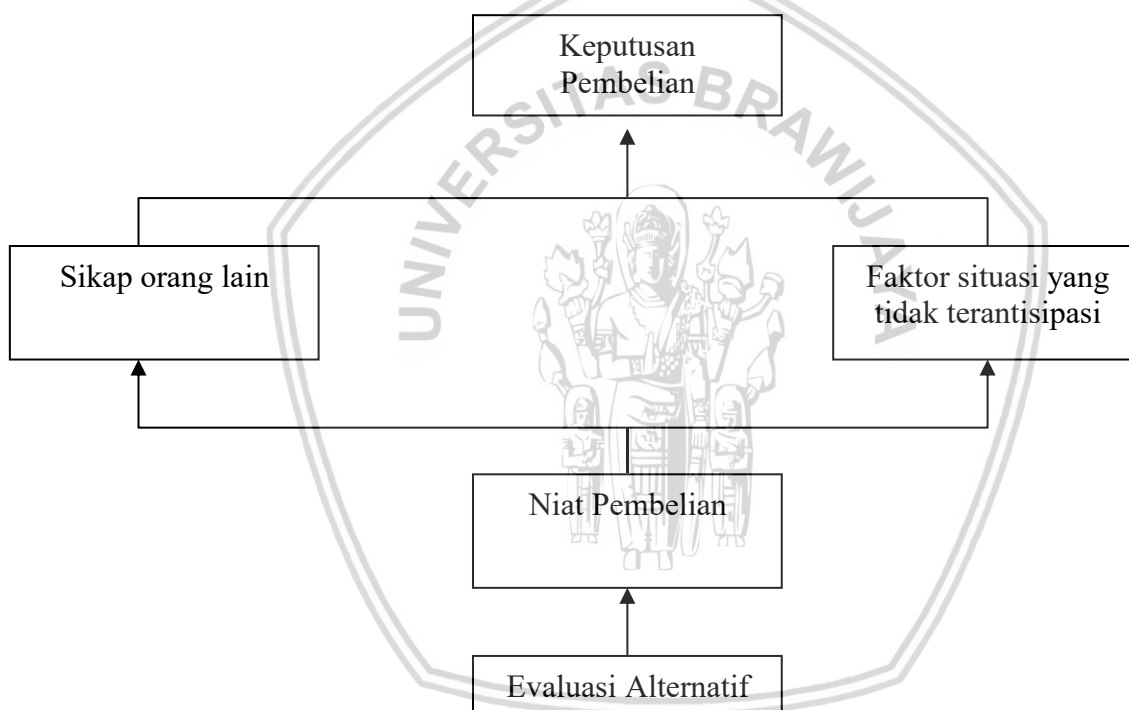 Keputusan
Pembelian
UNIVERSITAS BRAWIJAYA
Sikap orang lain
Faktor situasi yang
tidak terantisipasi
Niat Pembelian
Evaluasi Alternatif